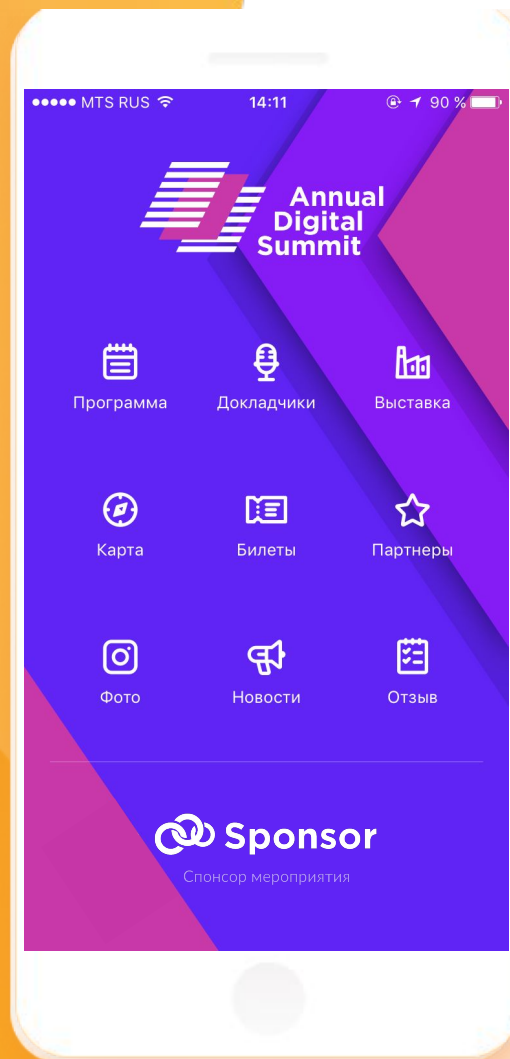 MTS RUS 14:11 90 %
Annual
Digital
Summit
Программа Докладчики Выставка
Карта Билеты Партнеры
Фото Новости Отзыв
Sponsor
Спонсор мероприятия